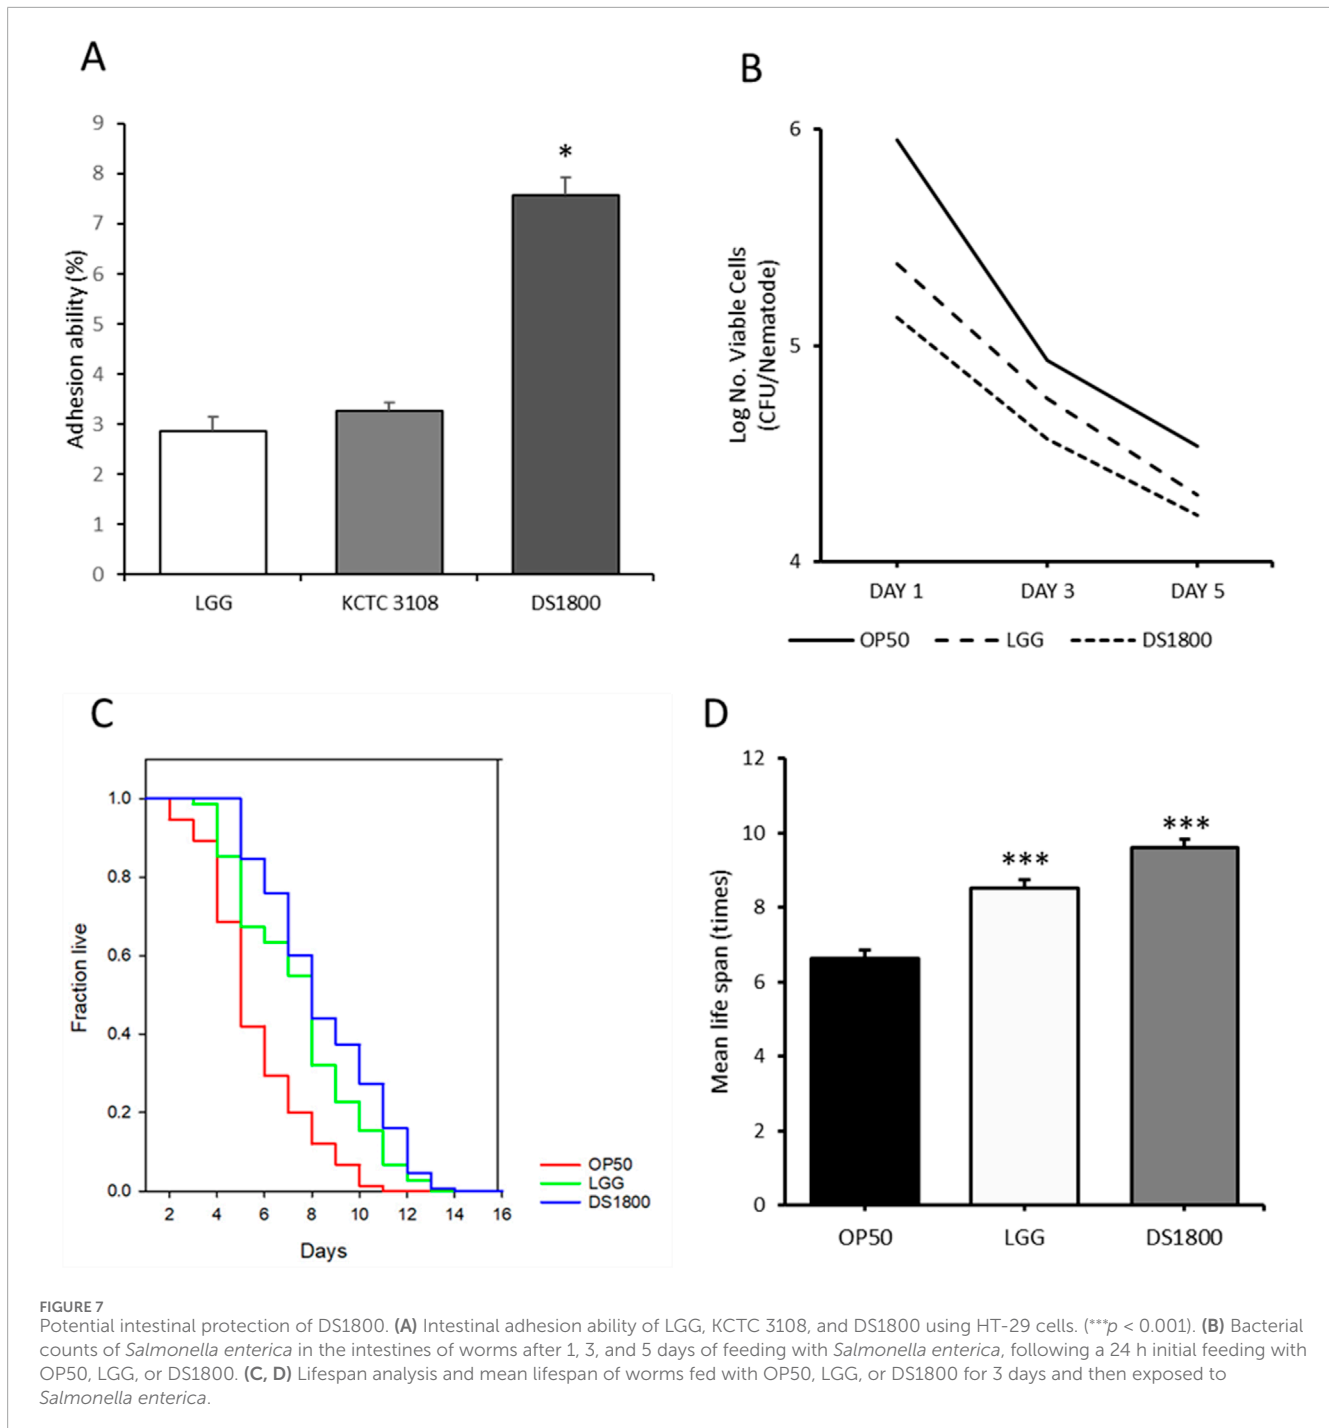 A
9
8
7
6
5
4
3
2
1
0
Adhesion ability (%)
*
LGG KCTC 3108 DS1800
B
6
5
4
Log No. Viable Cells
(CFU/Nematode)
DAY 1 DAY 3 DAY 5
OP50 LGG DS1800
C
1.0
0.8
0.6
0.4
0.2
0.0
Fraction live
2 4 6 8 10 12 14 16
Days
OP50
LGG
DS1800
D
12
10
8
6
4
2
0
Mean life span (times)
***
***
OP50 LGG DS1800
FIGURE 7
Potential intestinal protection of DS1800. (A) Intestinal adhesion ability of LGG, KCTC 3108, and DS1800 using HT-29 cells. (***p < 0.001). (B) Bacterial
counts of Salmonella enterica in the intestines of worms after 1, 3, and 5 days of feeding with Salmonella enterica, following a 24 h initial feeding with
OP50, LGG, or DS1800. (C, D) Lifespan analysis and mean lifespan of worms fed with OP50, LGG, or DS1800 for 3 days and then exposed to
Salmonella enterica.